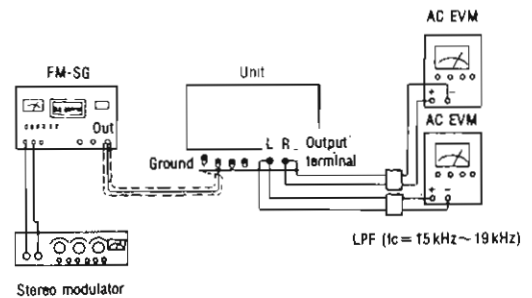 AC EVM
FM-SG
Unit
Out
L R
Output
terminal
Ground
+ -
AC EVM
+ -
LPF (fc = 15 kHz ~ 19 kHz)
Stereo modulator